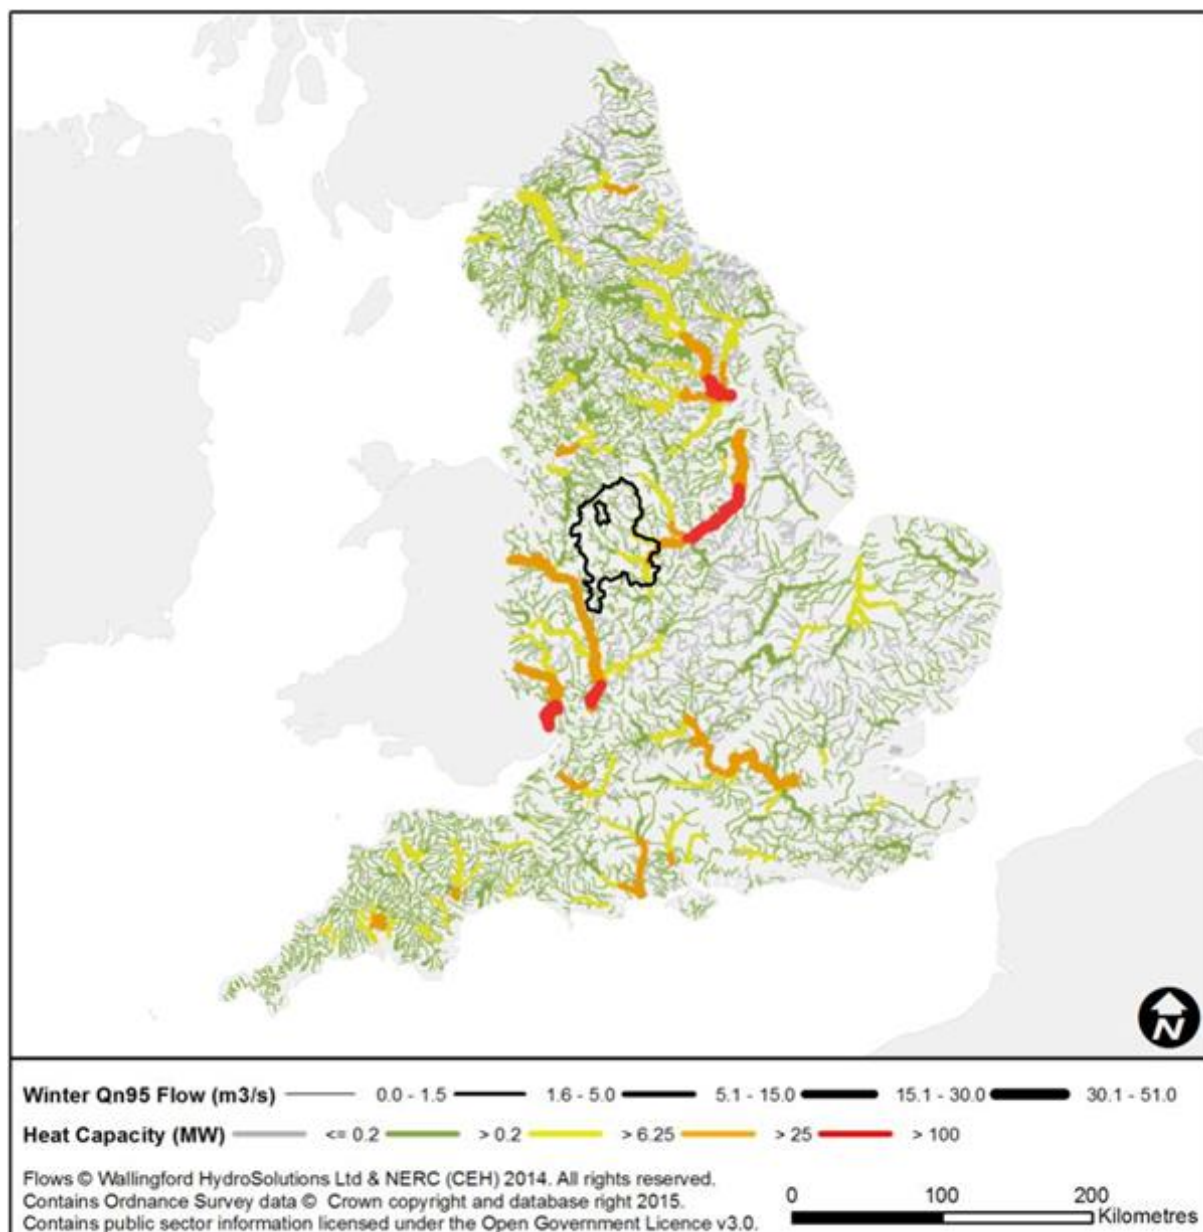 N
Winter Qn95 Flow (m3/s) 0.0 - 1.5 1.6 - 5.0 5.1 - 15.0 15.1 - 30.0 30.1 - 51.0
Heat Capacity (MW) <= 0.2 > 0.2 > 6.25 > 25 > 100
Flows © Wallingford HydroSolutions Ltd & NERC (CEH) 2014. All rights reserved.
Contains Ordnance Survey data © Crown copyright and database right 2015.
Contains public sector information licensed under the Open Government Licence v3.0.
0 100 200
Kilometres